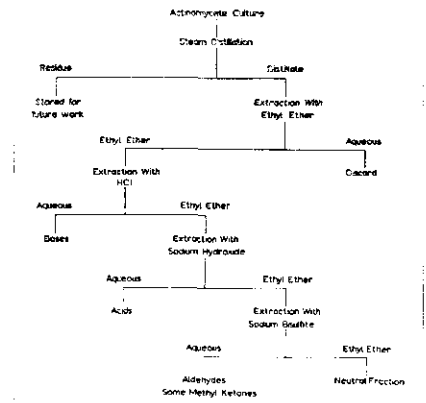 Actinomycete Culture
Steam Distillation
Residue Distillate
Stored for
future work
Extraction With
Ethyl Ether
Ethyl Ether Aqueous
Extraction With
HCl
Discard
Aqueous Ethyl Ether
Bases
Extraction With
Sodium Hydroxide
Aqueous Ethyl Ether
Acids
Extraction With
Sodium Bisulfite
Aqueous Ethyl Ether
Aldehydes
Some Methyl Ketones
Neutral Fraction